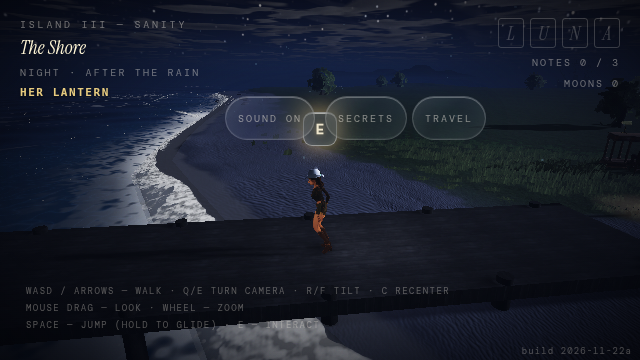 ISLAND III — SANITY
The Shore
NIGHT · AFTER THE RAIN
HER LANTERN
L U N A
NOTES 0 / 3
MOONS 0
SOUND ON
E
SECRETS
TRAVEL
WASD / ARROWS — WALK · Q/E TURN CAMERA · R/F TILT · C RECENTER
MOUSE DRAG — LOOK · WHEEL — ZOOM
SPACE — JUMP (HOLD TO GLIDE) · E — INTERACT
build 2026-11-22a